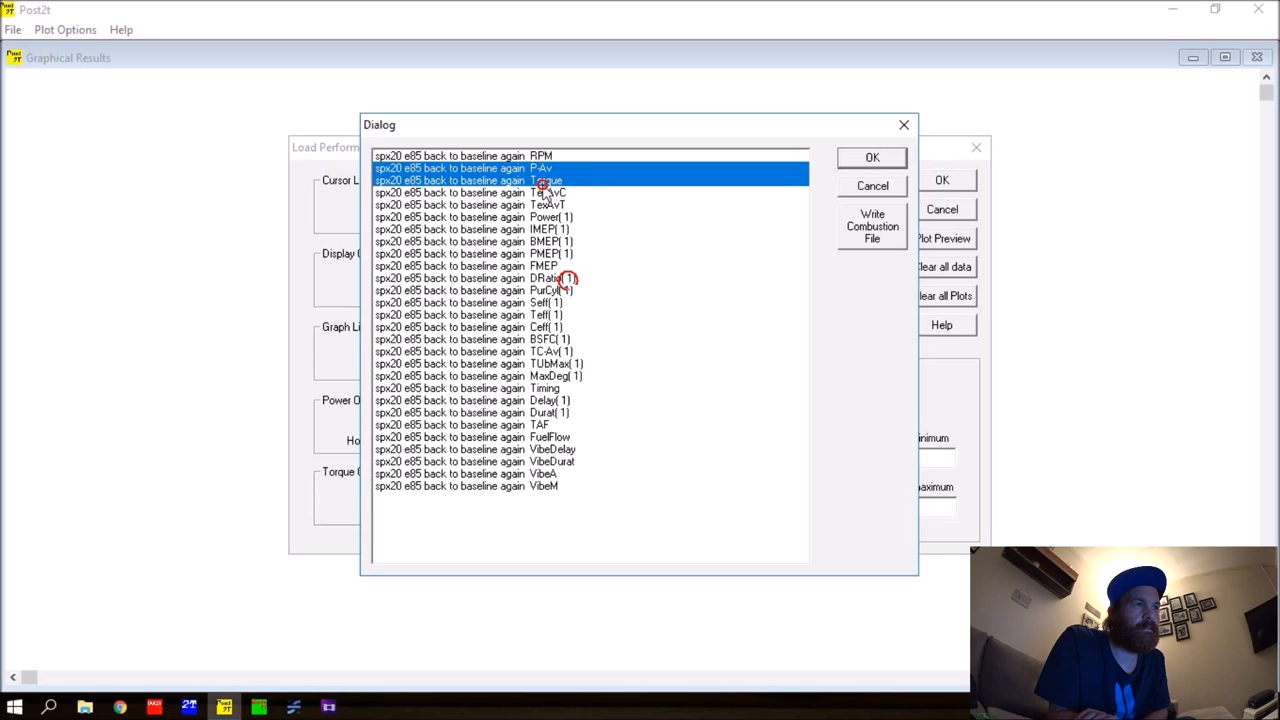 Post2t
File Plot Options Help
Graphical Results
Load Perform
Dialog
Cursor L
Display C
Graph Li
Power O
Ho
Torque C
spx20 e85 back to baseline again RPM
spx20 e85 back to baseline again P-Av
spx20 e85 back to baseline again Torque
spx20 e85 back to baseline again TexAvC
spx20 e85 back to baseline again TexAvT
spx20 e85 back to baseline again Power( 1)
spx20 e85 back to baseline again IMEP( 1)
spx20 e85 back to baseline again BMEP( 1)
spx20 e85 back to baseline again PMEP( 1)
spx20 e85 back to baseline again FMEP
spx20 e85 back to baseline again DRatio( 1)
spx20 e85 back to baseline again PurCyl( 1)
spx20 e85 back to baseline again Seff( 1)
spx20 e85 back to baseline again Teff( 1)
spx20 e85 back to baseline again Ceff( 1)
spx20 e85 back to baseline again BSFC( 1)
spx20 e85 back to baseline again TC-Av( 1)
spx20 e85 back to baseline again TUbMax( 1)
spx20 e85 back to baseline again MaxDeg( 1)
spx20 e85 back to baseline again Timing
spx20 e85 back to baseline again Delay( 1)
spx20 e85 back to baseline again Durat( 1)
spx20 e85 back to baseline again TAF
spx20 e85 back to baseline again FuelFlow
spx20 e85 back to baseline again VibeDelay
spx20 e85 back to baseline again VibeDurat
spx20 e85 back to baseline again VibeA
spx20 e85 back to baseline again VibeM
OK
Cancel
Write
Combustion
File
OK
Cancel
Plot Preview
Clear all data
Clear all Plots
Help
inimum
aximum